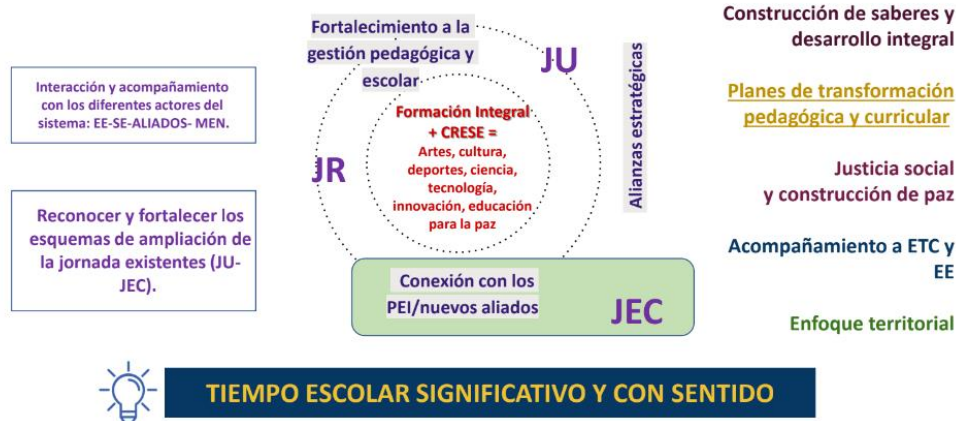 Interacción y acompañamiento
con los diferentes actores del
sistema: EE-SE-ALIADOS- MEN.
Reconocer y fortalecer los
esquemas de ampliación de
la jornada existentes (JU-
JEC).
Fortalecimiento a la
gestión pedagógica y
escolar
JU
JR
Formación Integral
+ CRESE =
Artes, cultura,
deportes, ciencia,
tecnología,
innovación, educación
para la paz
Alianzas estratégicas
Conexión con los
PEI/nuevos aliados
JEC
Construcción de saberes y
desarrollo integral
Planes de transformación
pedagógica y curricular
Justicia social
y construcción de paz
Acompañamiento a ETC y
EE
Enfoque territorial
TIEMPO ESCOLAR SIGNIFICATIVO Y CON SENTIDO